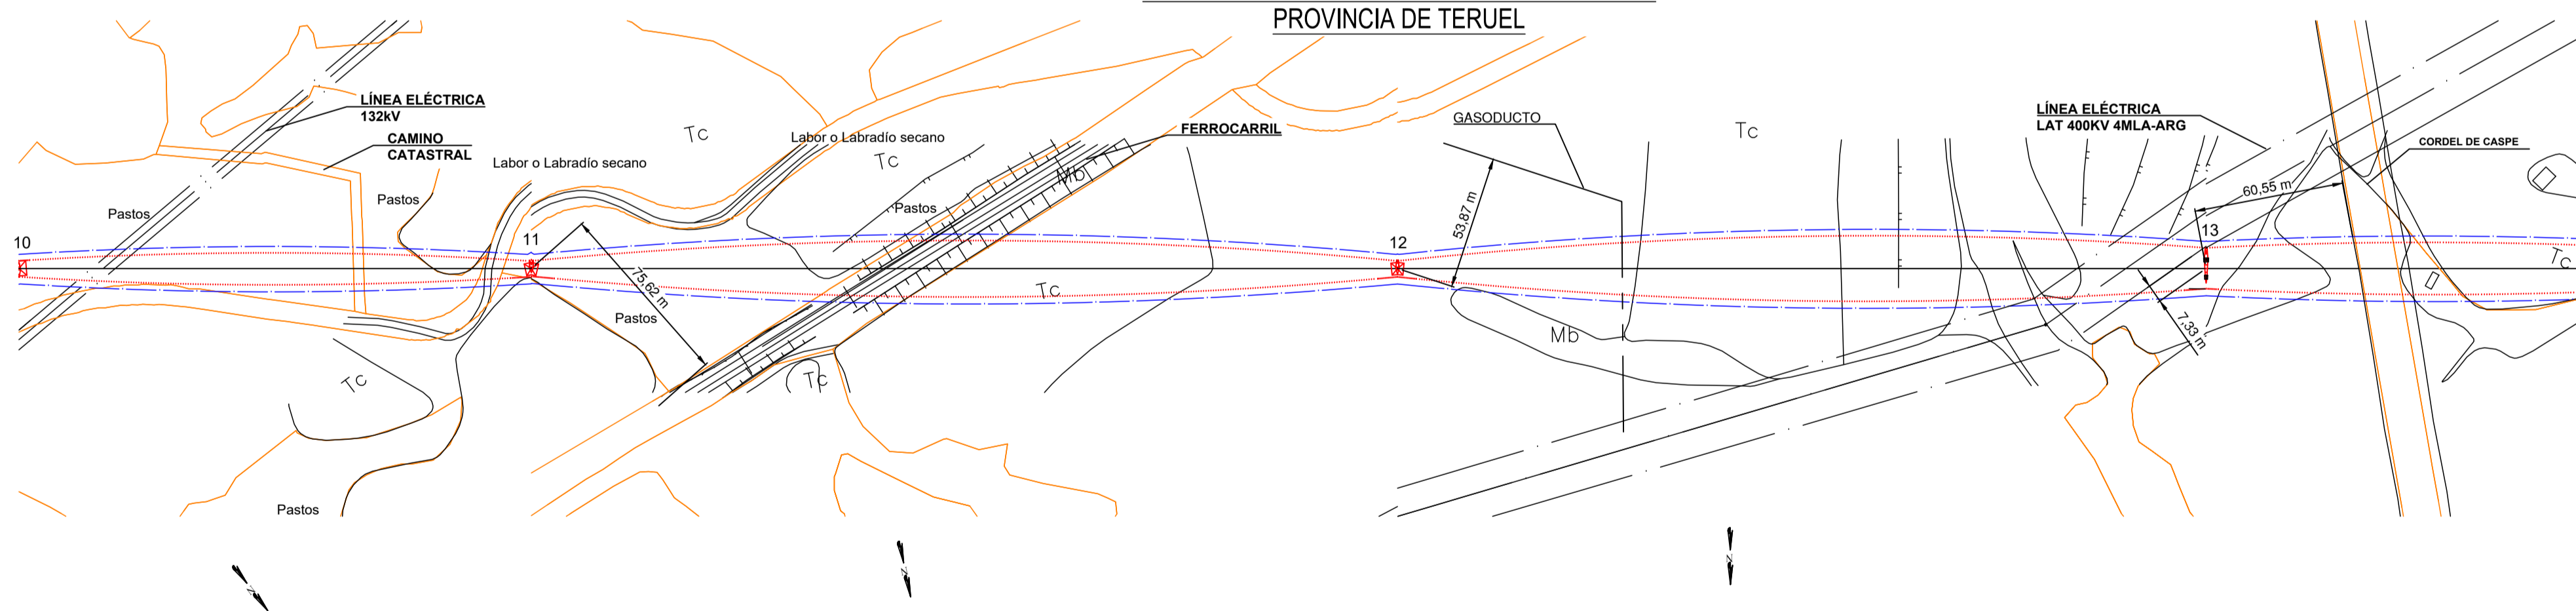 PROVINCIA DE TERUEL
LÍNEA ELÉCTRICA
132kV
CAMINO
CATASTRAL
Labor o Labradío secano
Tc
Labor o Labradío secano
Tc
FERROCARRIL
Mb
GASODUCTO
Tc
LÍNEA ELÉCTRICA
LAT 400KV 4MLA-ARG
CORDEL DE CASPE
Pastos
Pastos
Pastos
53,87 m
60,55 m
10
11
12
13
75,62 m
Tc
Tc
Pastos
7,33 m
Mb
Tc
Tc
Pastos
N
N
N